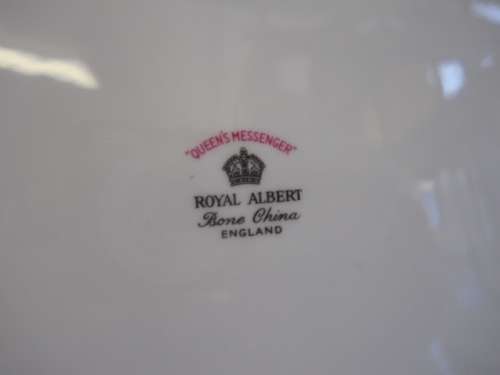 "QUEEN'S MESSENGER"
ROYAL ALBERT
Bone China
ENGLAND